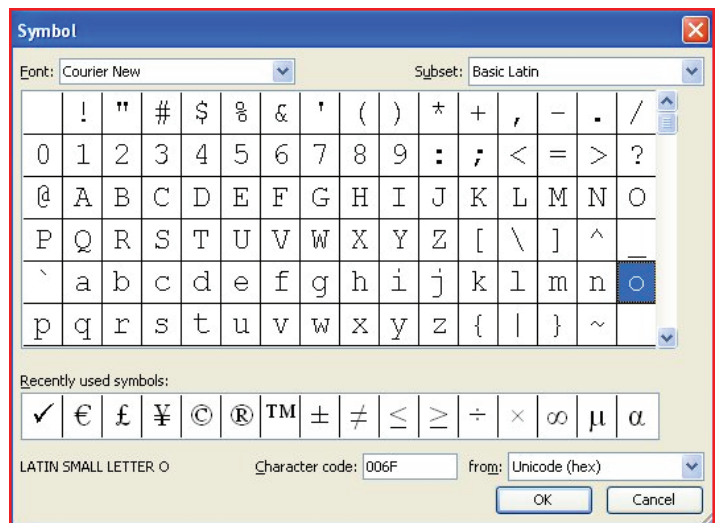 Symbol
Font: Courier New Subset: Basic Latin
! " # $ % & ' ( ) * + , - . /
0 1 2 3 4 5 6 7 8 9 : ; < = > ?
@ A B C D E F G H I J K L M N O
P Q R S T U V W X Y Z [ \ ] ^ _
` a b c d e f g h i j k l m n o
p q r s t u v w x y z { | } ~
Recently used symbols:
✓ € £ ¥ © ® ™ ± ≠ ≤ ≥ ÷ × ∞ µ α
LATIN SMALL LETTER O Character code: 006F from: Unicode (hex)
OK Cancel